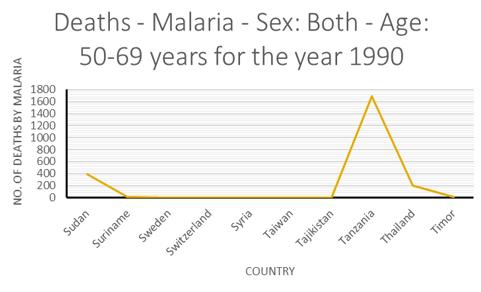 Deaths - Malaria - Sex: Both - Age:
50-69 years for the year 1990
NO. OF DEATHS BY MALARIA
1800
1600
1400
1200
1000
800
600
400
200
0
Sudan
Suriname
Sweden
Switzerland
Syria
Taiwan
Tajikistan
Tanzania
Thailand
Timor
COUNTRY